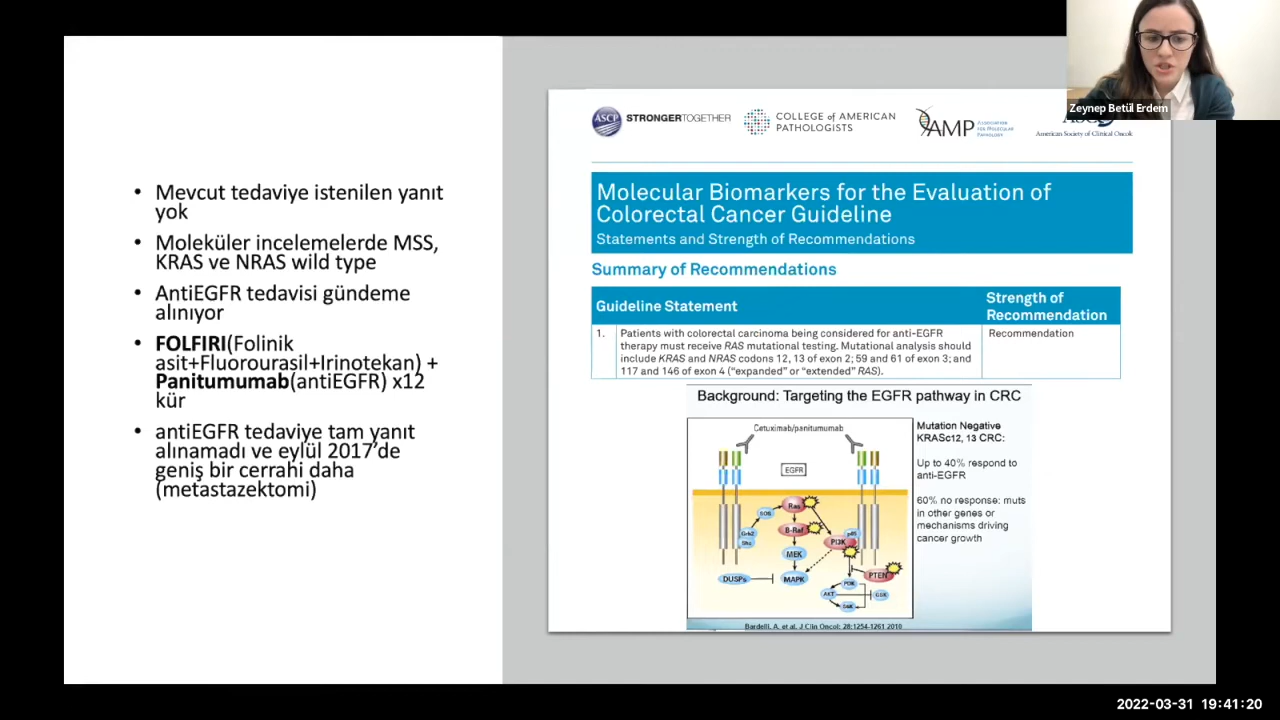 Zeynep Betül Erdem
• Mevcut tedaviye istenilen yanıt
yok
• Moleküler incelemelerde MSS,
KRAS ve NRAS wild type
• AntiEGFR tedavisi gündeme
alınıyor
• FOLFIRI(Folinik
asit+Fluorourasil+Irinotekan) +
Panitumumab(antiEGFR) x12
kür
• antiEGFR tedaviye tam yanıt
alınamadı ve eylül 2017'de
geniş bir cerrahi daha
(metastazektomi)
ASCP STRONGERTOGETHER
COLLEGE of AMERICAN
PATHOLOGISTS
AMP ASSOCIATION
FOR MOLECULAR
PATHOLOGY
American Society of Clinical Oncol
Molecular Biomarkers for the Evaluation of
Colorectal Cancer Guideline
Statements and Strength of Recommendations
Summary of Recommendations
Guideline Statement
Strength of
Recommendation
1. Patients with colorectal carcinoma being considered for anti-EGFR
therapy must receive RAS mutational testing. Mutational analysis should
include KRAS and NRAS codons 12, 13 of exon 2; 59 and 61 of exon 3; and
117 and 146 of exon 4 ("expanded" or "extended" RAS).
Recommendation
Background: Targeting the EGFR pathway in CRC
Cetuximab/panitumumab
EGFR
Ras
SOS
Grb2
Shc
B-Raf
p85
PI3K
MEK
DUSPs
MAPK
PTEN
PDK
AKT
GSK
Mutation Negative
KRASc12, 13 CRC:
Up to 40% respond to
anti-EGFR
60% no response: muts
in other genes or
mechanisms driving
cancer growth
Bardelli, A, et al, J Clin Oncol; 28:1254-1261 2010
2022-03-31 19:41:20